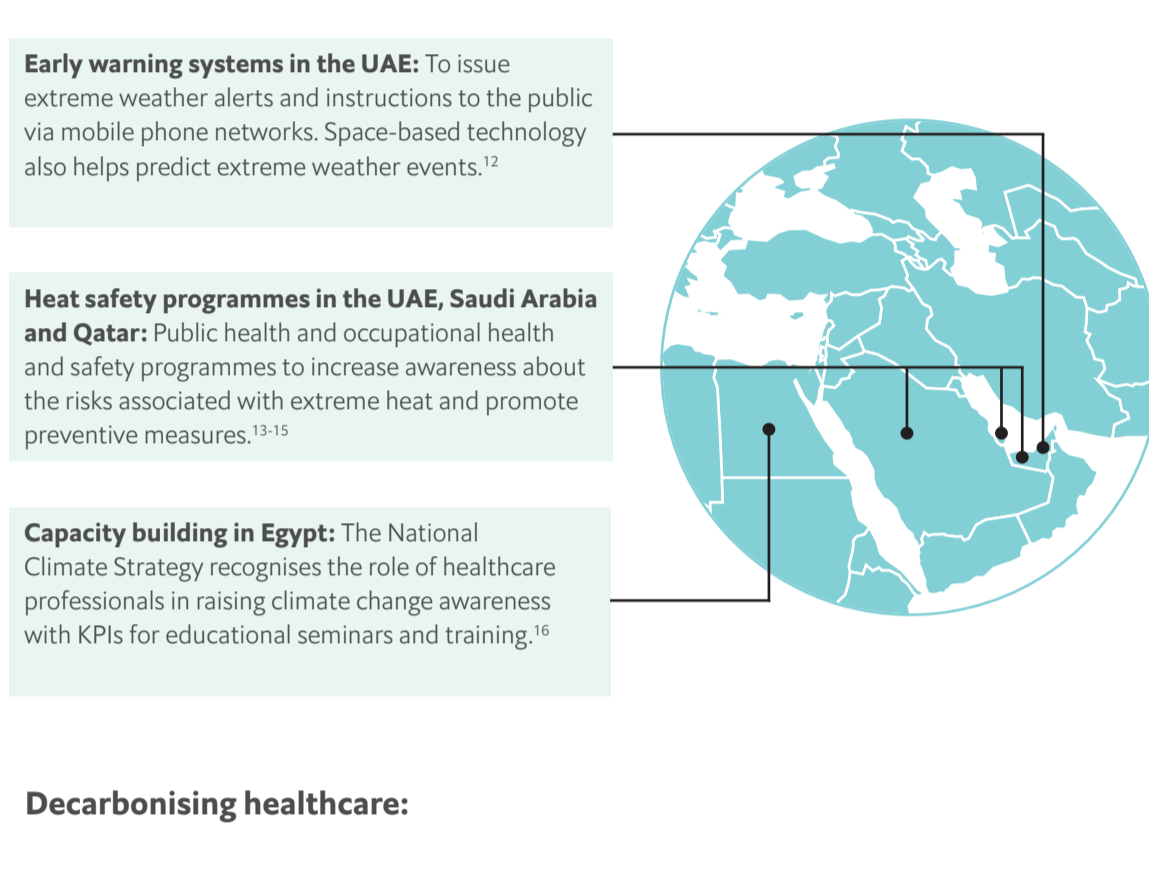 Early warning systems in the UAE: To issue
extreme weather alerts and instructions to the public
via mobile phone networks. Space-based technology
also helps predict extreme weather events.12
Heat safety programmes in the UAE, Saudi Arabia
and Qatar: Public health and occupational health
and safety programmes to increase awareness about
the risks associated with extreme heat and promote
preventive measures.13-15
Capacity building in Egypt: The National
Climate Strategy recognises the role of healthcare
professionals in raising climate change awareness
with KPIs for educational seminars and training.16
Decarbonising healthcare: